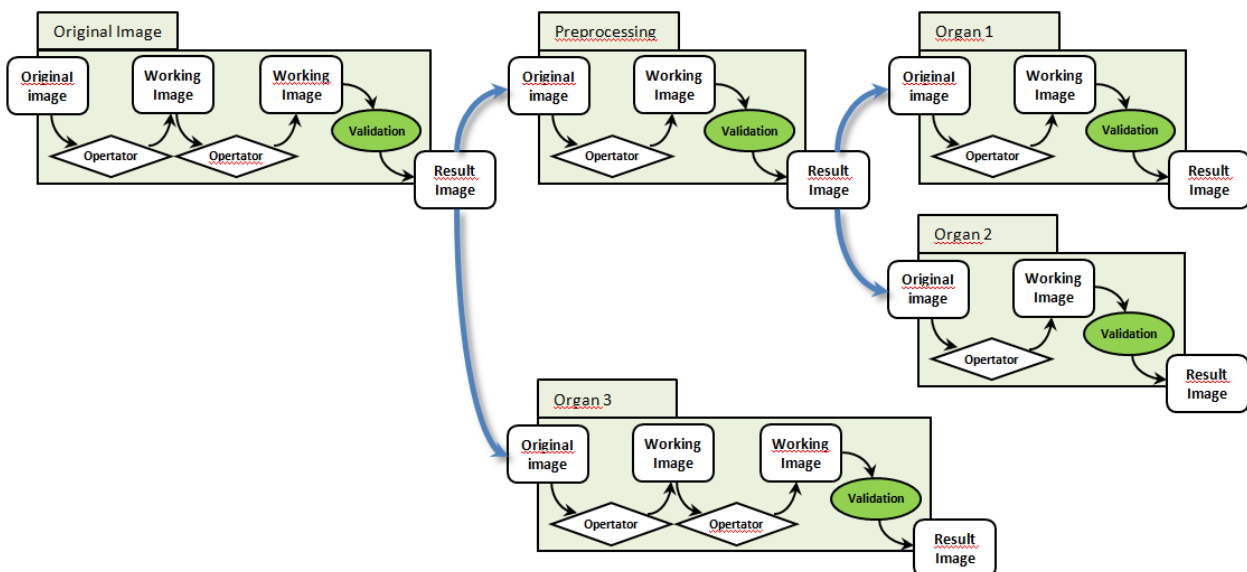 Original Image
Original
image
Working
Image
Working
Image
Validation
Opertator
Opertator
Result
Image
Preprocessing
Original
image
Working
Image
Validation
Opertator
Result
Image
Organ 1
Original
image
Working
Image
Validation
Opertator
Result
Image
Organ 2
Original
image
Working
Image
Validation
Opertator
Result
Image
Organ 3
Original
image
Working
Image
Working
Image
Validation
Opertator
Opertator
Result
Image